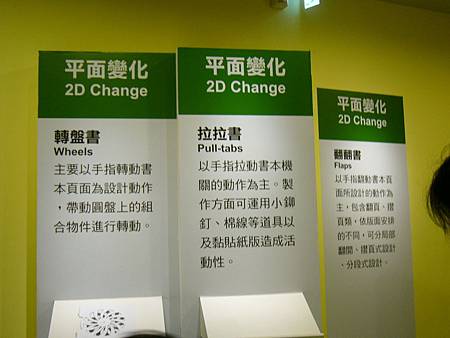 平面變化
2D Change
轉盤書
Wheels
主要以手指轉動書
本頁面為設計動作
，帶動圓盤上的組
合物件進行轉動。
平面變化
2D Change
拉拉書
Pull-tabs
以手指拉動書本機
關的動作為主。製
作方面可運用小鉚
釘、棉線等道具以
及黏貼紙版造成活
動性。
平面變化
2D Change
翻翻書
Flaps
以手指翻動書本頁
面所設計的動作為
主，包含翻頁、摺
頁類，依版面安排
的不同，可分局部
翻開、摺頁式設計
、分段式設計。